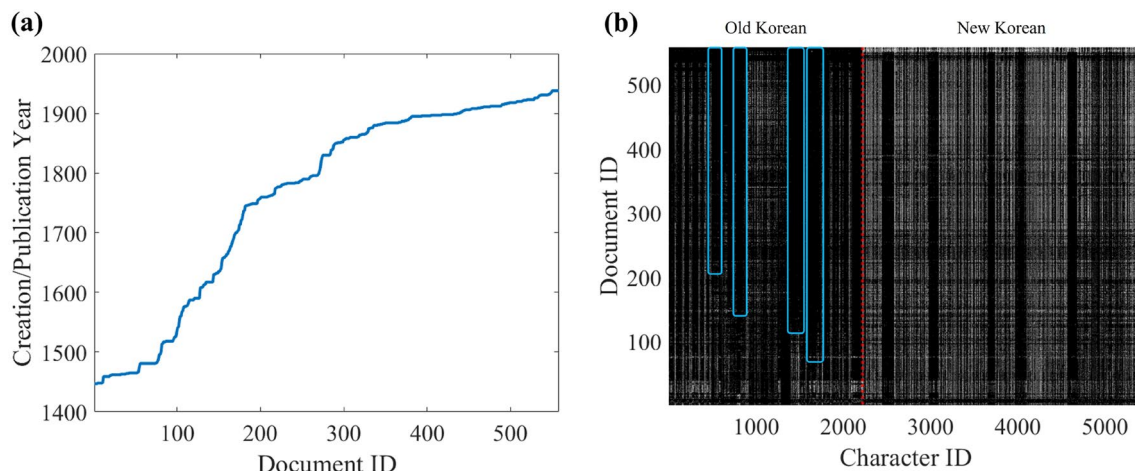 (a)
2000
1900
1800
1700
1600
1500
1400
Creation/Publication Year
100 200 300 400 500
Document ID
(b)
Old Korean New Korean
500
400
300
200
100
Document ID
1000 2000 3000 4000 5000
Character ID